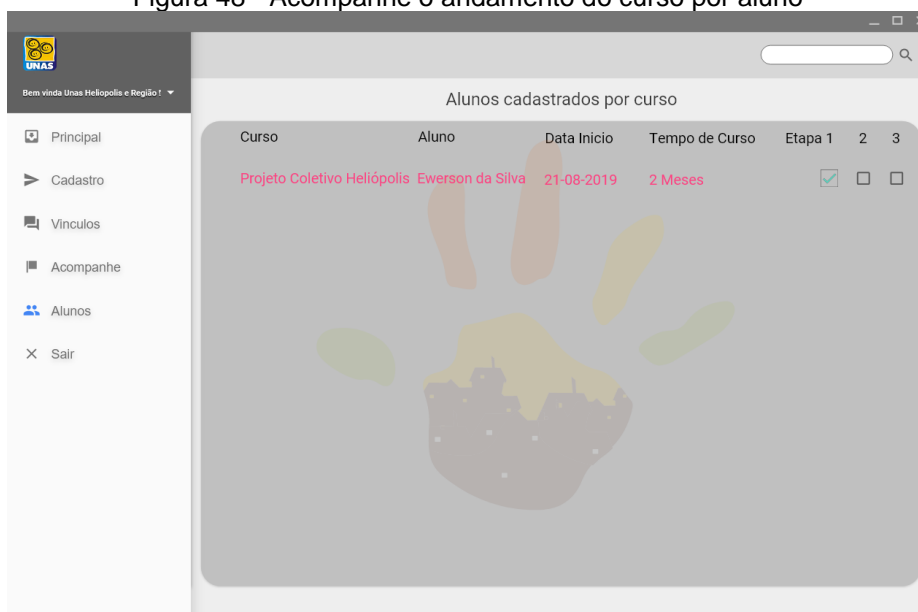 Figura 48 - Acompanhe o andamento do curso por aluno
UNAS
Bem vinda Unas Heliopolis e Região !
Alunos cadastrados por curso
Principal
Cadastro
Vinculos
Acompanhe
Alunos
Sair
Curso Aluno Data Inicio Tempo de Curso Etapa 1 2 3
Projeto Coletivo Heliópolis Ewerson da Silva 21-08-2019 2 Meses